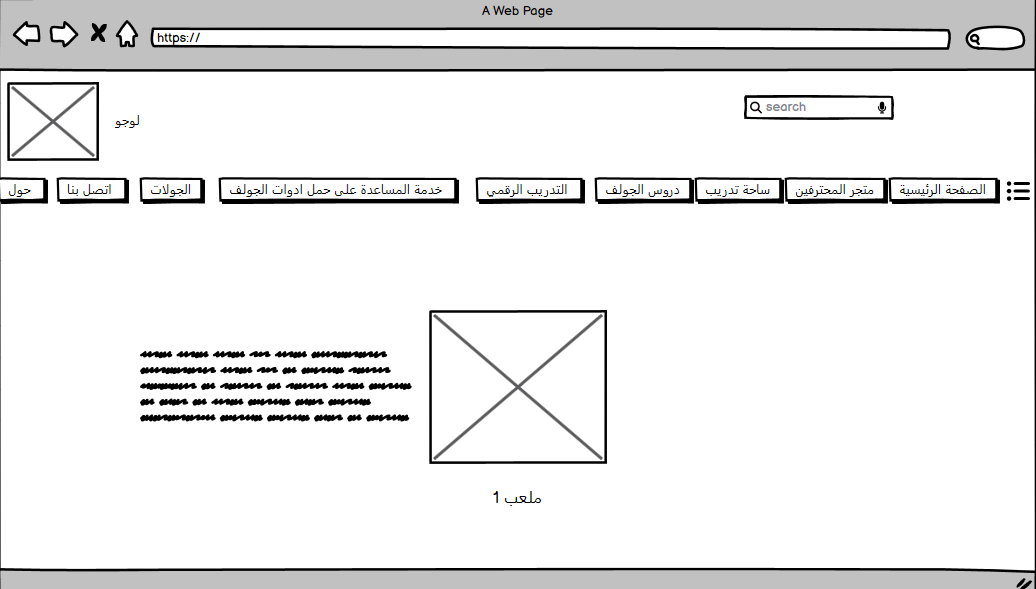 A Web Page
https://
search
لوجو
الصفحة الرئيسية
متجر المحترفين
ساحة تدريب
دروس الجولف
التدريب الرقمي
خدمة المساعدة على حمل ادوات الجولف
الجولات
اتصل بنا
حول
ملعب 1